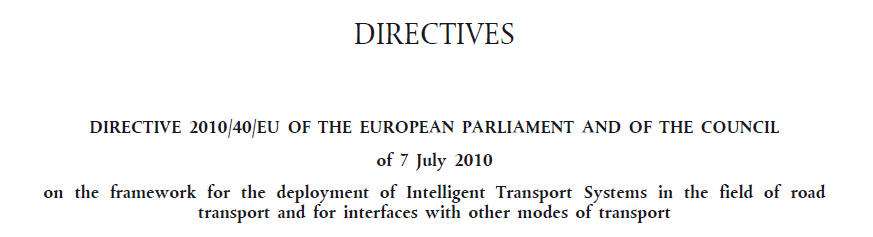 DIRECTIVES
DIRECTIVE 2010/40/EU OF THE EUROPEAN PARLIAMENT AND OF THE COUNCIL
of 7 July 2010
on the framework for the deployment of Intelligent Transport Systems in the field of road
transport and for interfaces with other modes of transport